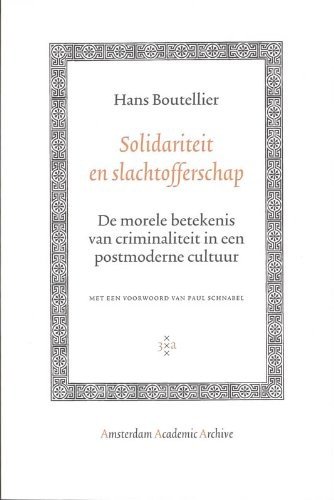 Hans Boutellier
Solidariteit
en slachtofferschap
De morele betekenis
van criminaliteit in een
postmoderne cultuur
MET EEN VOORWOORD VAN PAUL SCHNABEL
3×a
Amsterdam Academic Archive